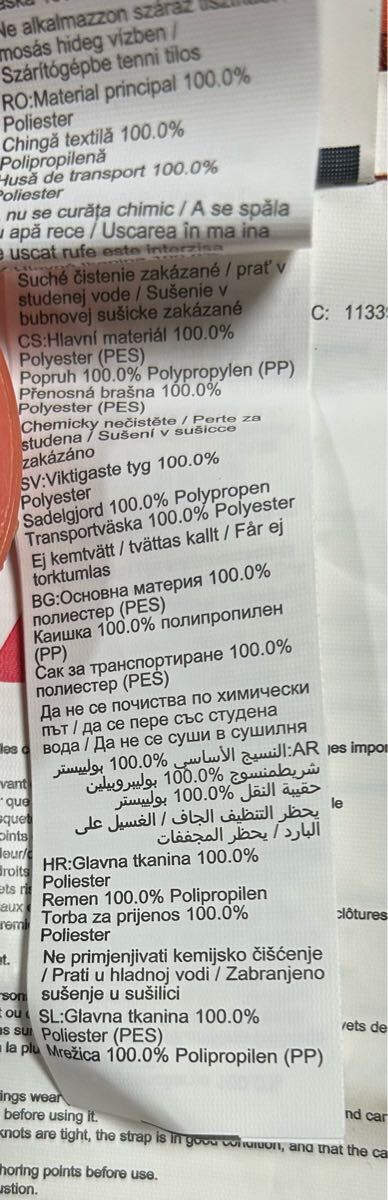 Ne alkalmazzon száraz
mosás hideg vízben /
Szárítógépbe tenni tilos
RO:Material principal 100.0%
Poliester
Chingă textilă 100.0%
Polipropilenă
Husă de transport 100.0%
Poliester
nu se curăța chimic / A se spăla
apă rece / Uscarea în ma ina
uscat rufe este interzisa
Suché čistenie zakázané / prať v
studenej vode / Sušenie v
bubnovej sušicke zakázané
C: 1133
CS:Hlavní materiál 100.0%
Polyester (PES)
Popruh 100.0% Polypropylen (PP)
Přenosná brašna 100.0%
Polyester (PES)
Chemicky nečistěte / Perte za
studena / Sušení v sušicce
zakázáno
SV:Viktigaste tyg 100.0%
Polyester
Sadelgjord 100.0% Polypropen
Transportväska 100.0% Polyester
Ej kemtvätt / tvättas kallt / Får ej
torktumlas
BG:Основна материя 100.0%
полиестер (PES)
Каишка 100.0% полипропилен
(PP)
Сак за транспортиране 100.0%
полиестер (PES)
Да не се почиства по химически
път / да се пере със студена
вода / Да не се суши в сушилня
AR:النسيج الأساسي 100.0% بوليستر
شريطمنسوج 100.0% بوليبروبيلين
حقيبة النقل 100.0% بوليستر
يحظر التنظيف الجاف / الغسيل على
البارد / يحظر المجففات
HR:Glavna tkanina 100.0%
Poliester
Remen 100.0% Polipropilen
Torba za prijenos 100.0%
Poliester
clôtures
Ne primjenjivati kemijsko čišćenje
/ Prati u hladnoj vodi / Zabranjeno
sušenje u sušilici
SL:Glavna tkanina 100.0%
Poliester (PES)
Mrežica 100.0% Polipropilen (PP)
wear
before using it.
knots are tight, the strap is in good condition, and that the
before use.